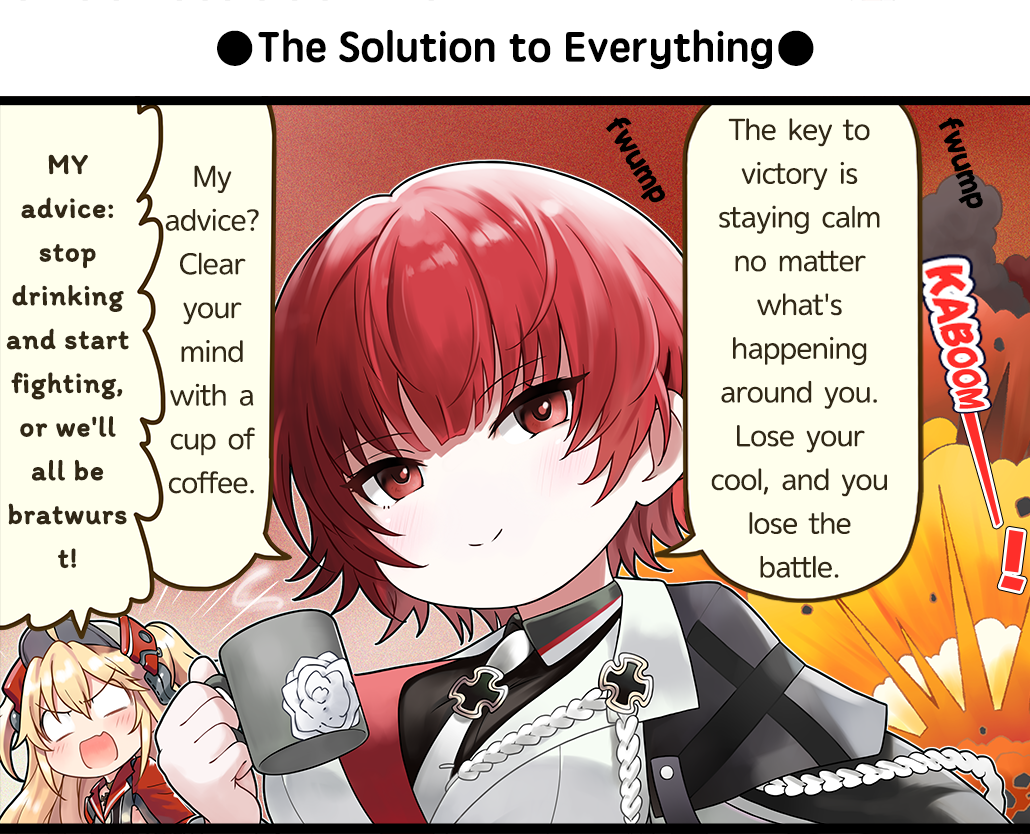 ●The Solution to Everything●
fwump
KABOOM!
fwump
The key to
victory is
staying calm
no matter
what's
happening
around you.
Lose your
cool, and you
lose the
battle.
My
advice?
Clear
your
mind
with a
cup of
coffee.
MY
advice:
stop
drinking
and start
fighting,
or we'll
all be
bratwurs
t!